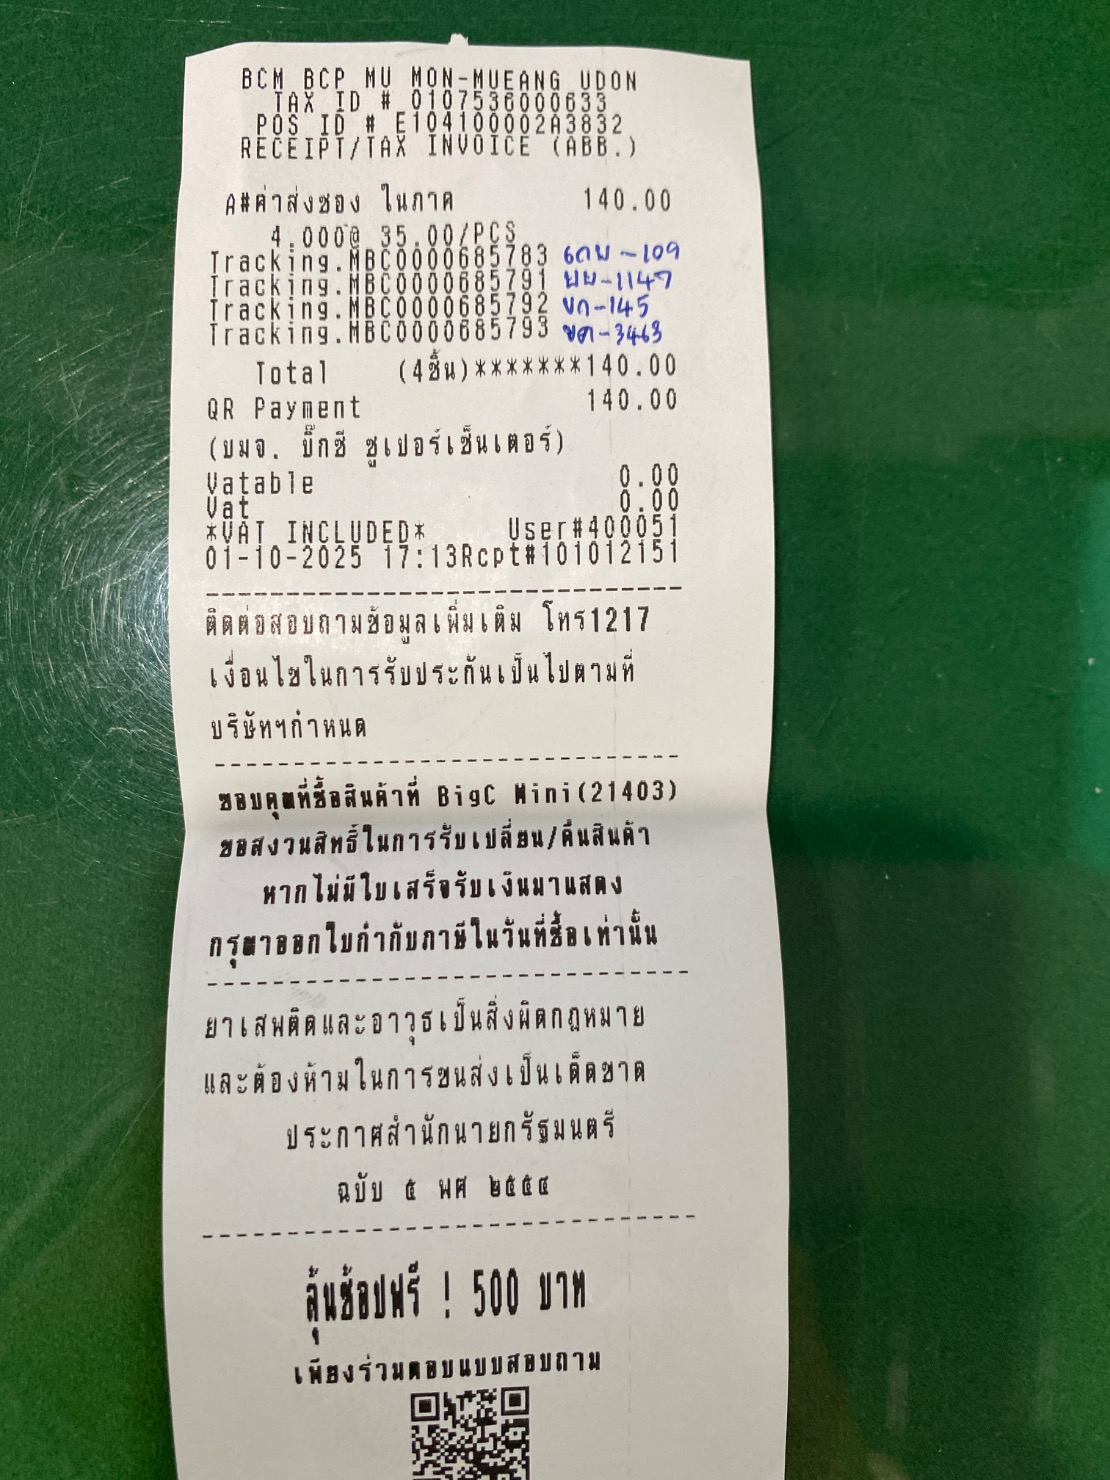 BCM BCP MU MON-MUEANG UDON
TAX ID # 0107536000633
POS ID # E104100002A3832
RECEIPT/TAX INVOICE (ABB.)
A#ค่าส่งซอง ในภาค 140.00
4.000@ 35.00/PCS
Tracking.MBC0000685783 6กพ-109
Tracking.MBC0000685791 ผผ-1147
Tracking.MBC0000685792 ขก-145
Tracking.MBC0000685793 ขค-3463
Total (4ชิ้น)*******140.00
QR Payment 140.00
(บมจ. บิ๊กซี ซูเปอร์เซ็นเตอร์)
Vatable 0.00
Vat 0.00
*VAT INCLUDED* User#400051
01-10-2025 17:13Rcpt#101012151
ติดต่อสอบถามข้อมูลเพิ่มเติม โทร1217
เงื่อนไขในการรับประกันเป็นไปตามที่
บริษัทฯกำหนด
ขอบคุณที่ซื้อสินค้าที่ BigC Mini(21403)
ขอสงวนสิทธิ์ในการรับเปลี่ยน/คืนสินค้า
หากไม่มีใบเสร็จรับเงินมาแสดง
กรุณาออกใบกำกับภาษีในวันที่ซื้อเท่านั้น
ยาเสพติดและอาวุธเป็นสิ่งผิดกฎหมาย
และต้องห้ามในการขนส่งเป็นเด็ดขาด
ประกาศสำนักนายกรัฐมนตรี
ฉบับ ๕ พศ ๒๕๕๔
ลุ้นช้อปฟรี ! 500 บาท
เพียงร่วมตอบแบบสอบถาม